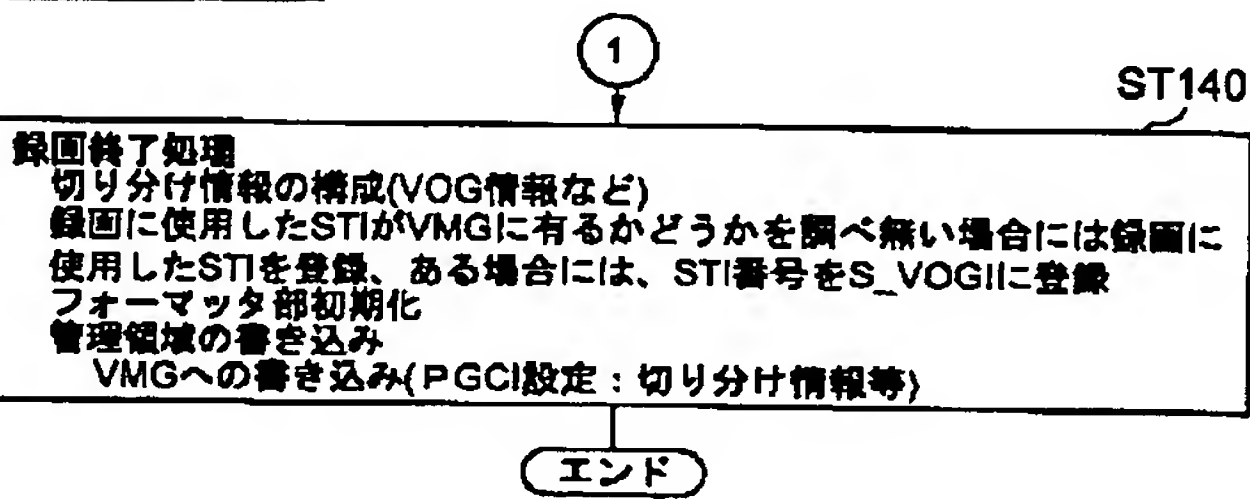 1
ST140
録画終了処理
切り分け情報の構成(VOG情報など)
録画に使用したSTIがVMGに有るかどうかを調べ無い場合には録画に
使用したSTIを登録、ある場合には、STI番号をS_VOGIに登録
フォーマッタ部初期化
管理領域の書き込み
VMGへの書き込み(PGCI設定：切り分け情報等)
エンド